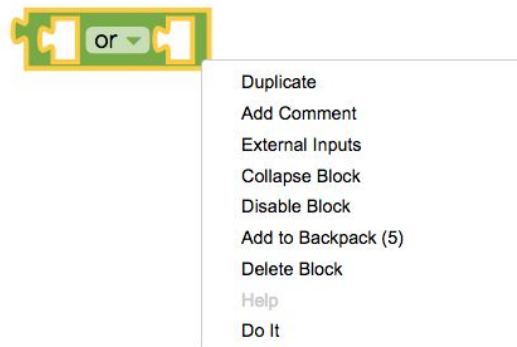 or
Duplicate
Add Comment
External Inputs
Collapse Block
Disable Block
Add to Backpack (5)
Delete Block
Help
Do It